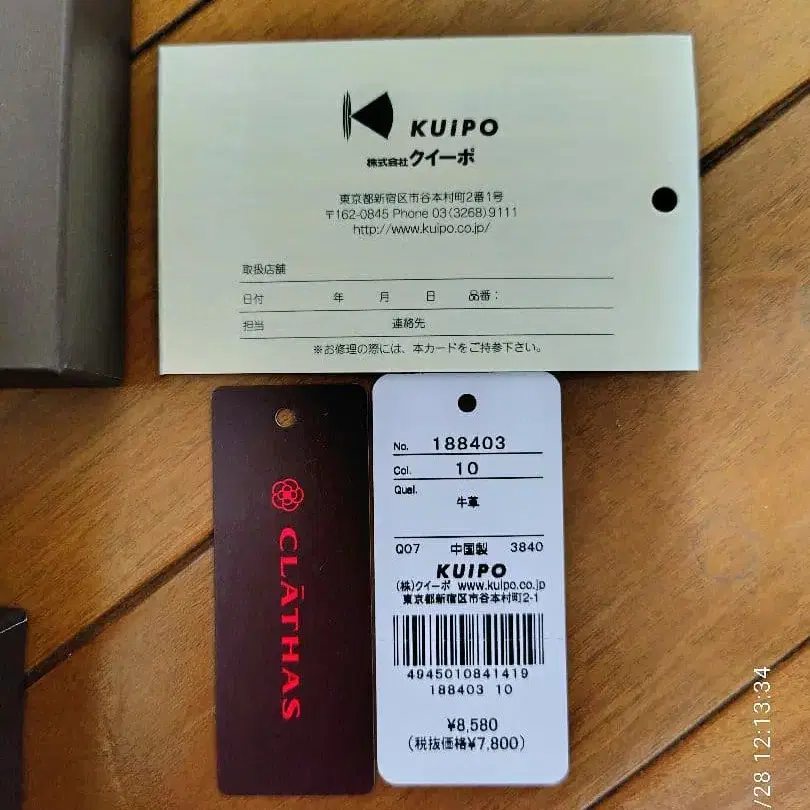 KUiPO
株式会社クイーポ
東京都新宿区市谷本村町2番1号
〒162-0845 Phone 03(3268)9111
http://www.kuipo.co.jp/
取扱店舗
日付 年 月 日 品番：
担当 連絡先
※お修理の際には、本カードをご持参下さい。
CLĀTHAS
No. 188403
Col. 10
Qual.
牛革
Q07 中国製 3840
KUIPO
(株)クイーポ www.kuipo.co.jp
東京都新宿区市谷本村町2-1
4945010841419
188403 10
¥8,580
(税抜価格¥7,800)
/28 12:13:34